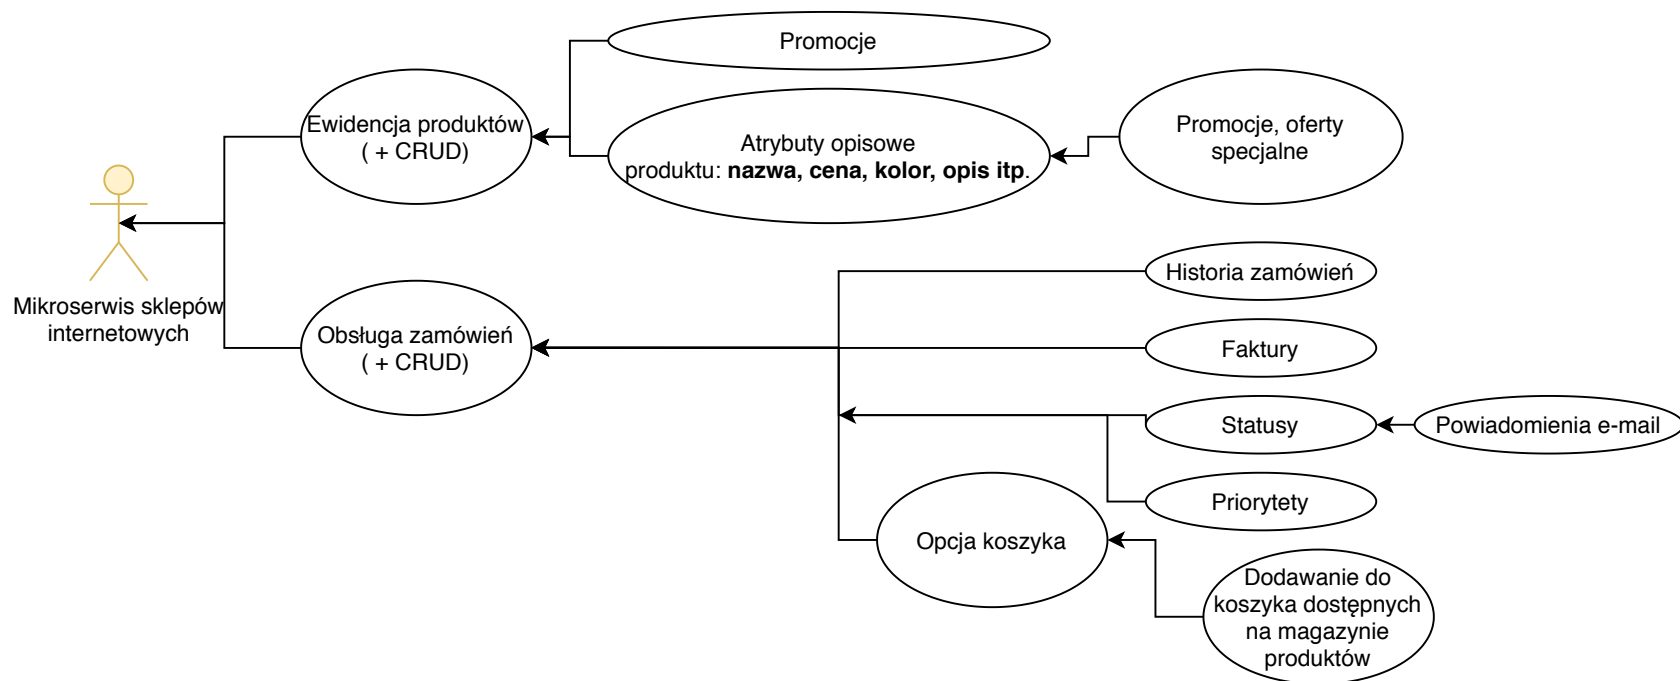 Promocje
Ewidencja produktów
( + CRUD)
Atrybuty opisowe
produktu: nazwa, cena, kolor, opis itp.
Promocje, oferty
specjalne
Mikroserwis sklepów
internetowych
Obsługa zamówień
( + CRUD)
Historia zamówień
Faktury
Statusy
Powiadomienia e-mail
Priorytety
Opcja koszyka
Dodawanie do
koszyka dostępnych
na magazynie
produktów